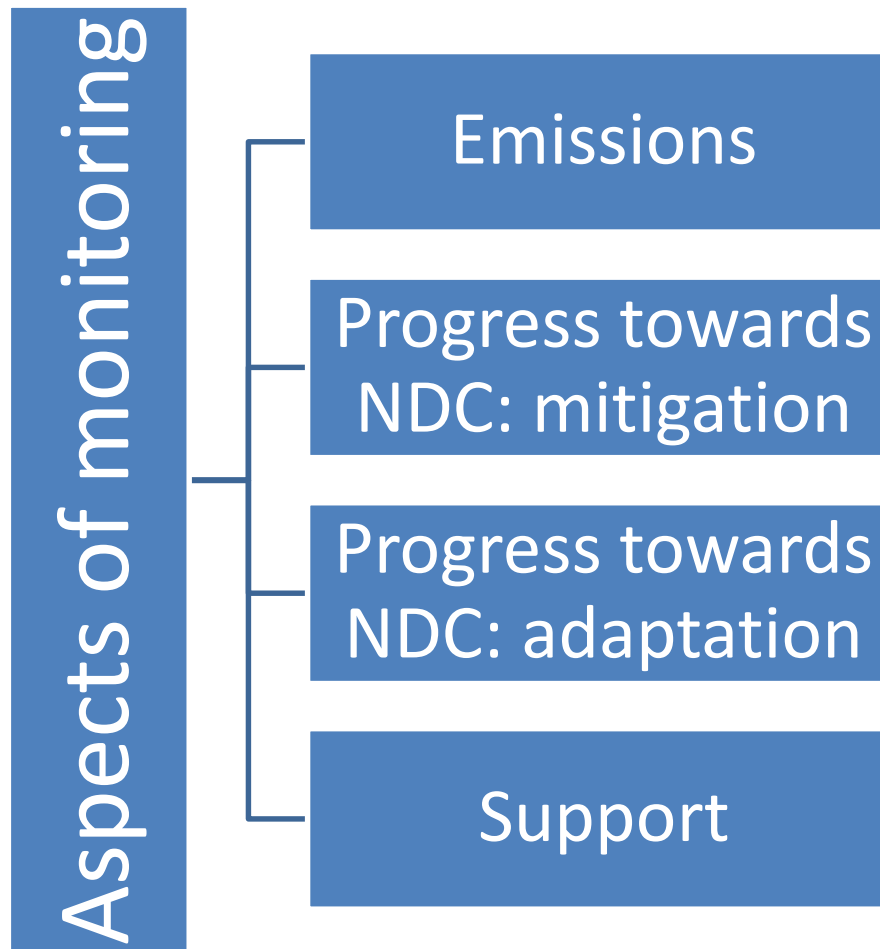 Aspects of monitoring
Emissions
Progress towards
NDC: mitigation
Progress towards
NDC: adaptation
Support